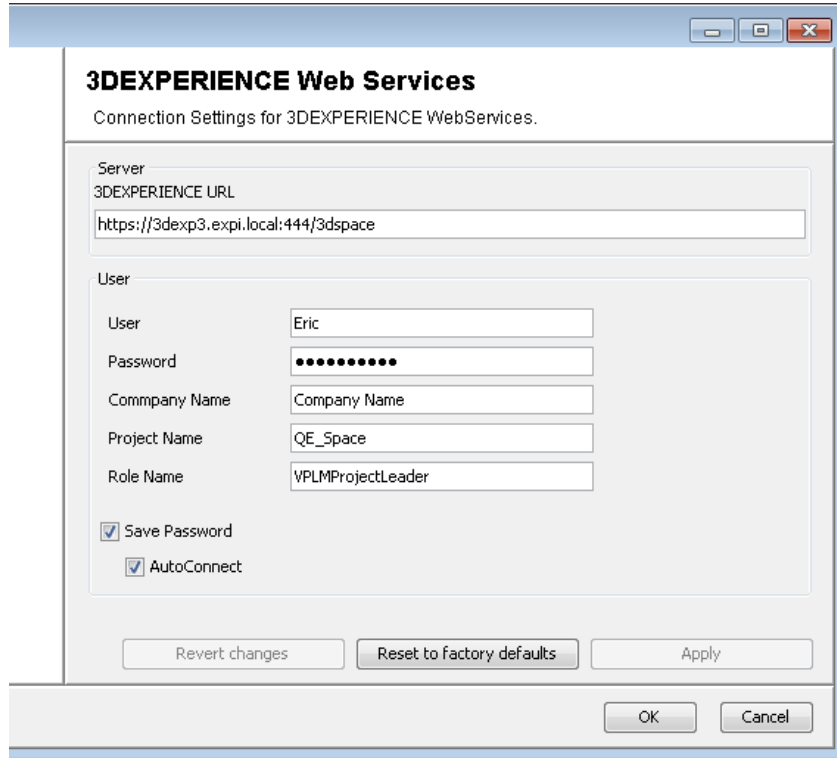 3DEXPERIENCE Web Services
Connection Settings for 3DEXPERIENCE WebServices.
Server
3DEXPERIENCE URL
https://3dexp3.expi.local:444/3dspace
User
User Eric
Password ●●●●●●●●●●
Commpany Name Company Name
Project Name QE_Space
Role Name VPLMProjectLeader
Save Password
AutoConnect
Revert changes Reset to factory defaults Apply
OK Cancel